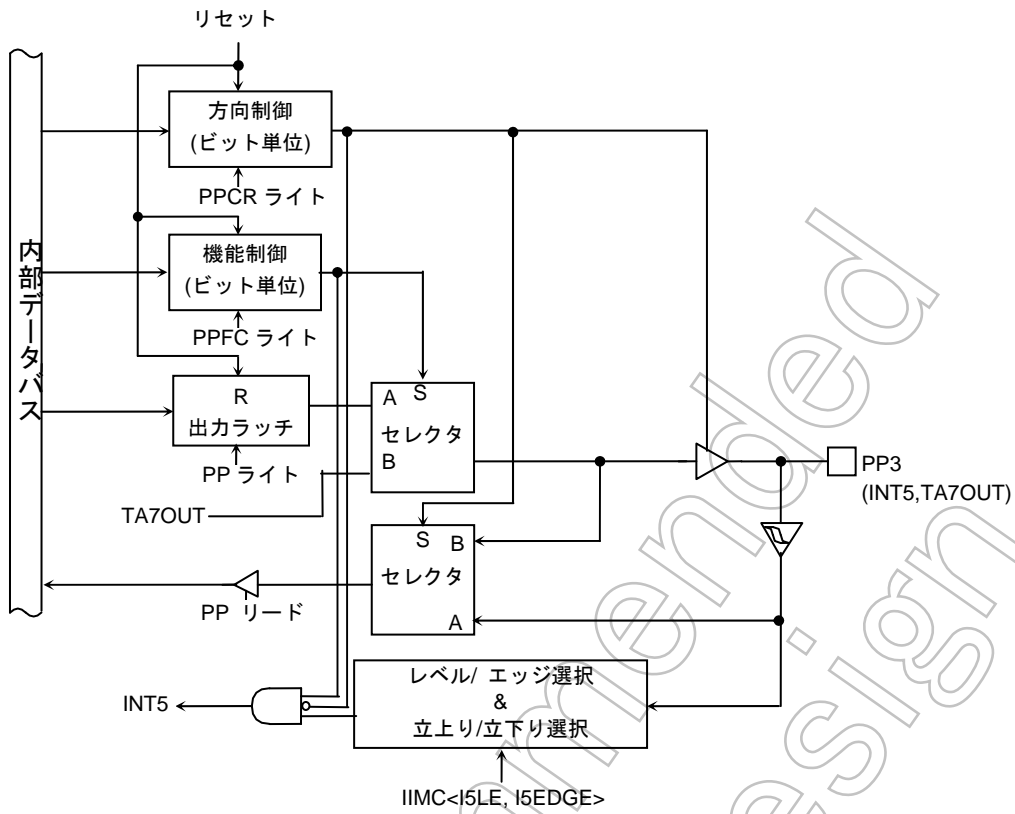 リセット
方向制御
(ビット単位)
PPCR ライト
内部データバス
機能制御
(ビット単位)
PPFC ライト
R
出力ラッチ
PP ライト
A S
セレクタ
B
TA7OUT
PP3
(INT5,TA7OUT)
S B
セレクタ
A
PP リード
レベル/ エッジ選択
&
立上り/立下り選択
INT5
IIMC<I5LE, I5EDGE>
mmended
esign